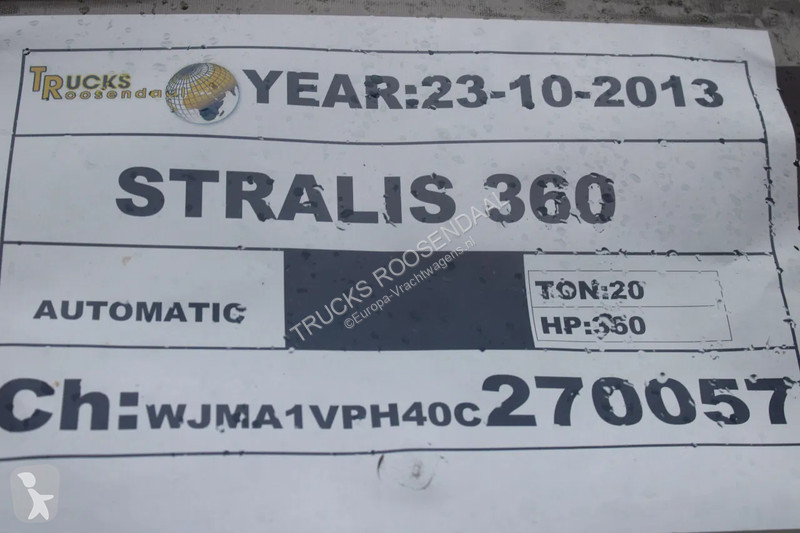 TRUCKS
Roosendaal
YEAR:23-10-2013
STRALIS 360
AUTOMATIC
TON:20
HP:360
Ch:WJMA1VPH40C270057
TRUCKS ROOSENDAAL
©Europa-Vrachtwagens.nl